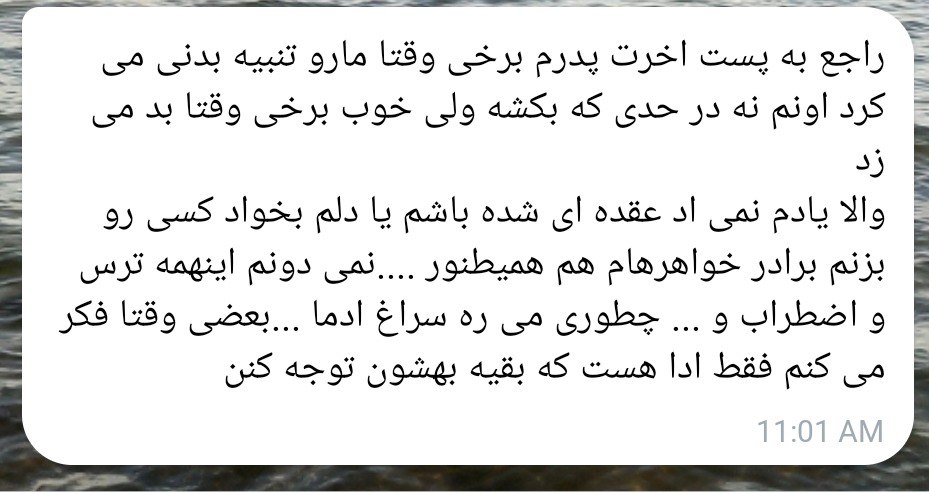 راجع به پست اخرت پدرم برخی وقتا مارو تنبیه بدنی می
کرد اونم نه در حدی که بکشه ولی خوب برخی وقتا بد می
زد
والا یادم نمی اد عقده ای شده باشم یا دلم بخواد کسی رو
بزنم برادر خواهرهام هم همیطنور ....نمی دونم اینهمه ترس
و اضطراب و ... چطوری می ره سراغ ادما ...بعضی وقتا فکر
می کنم فقط ادا هست که بقیه بهشون توجه کنن
11:01 AM